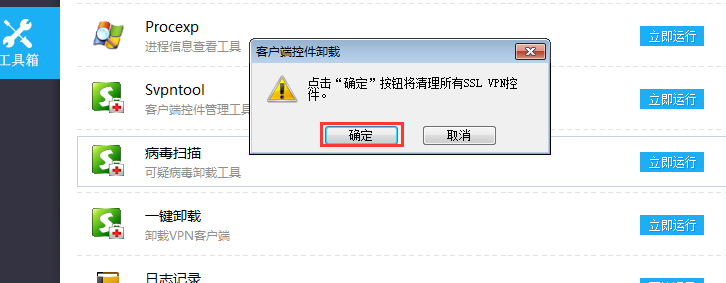 工具箱
Procexp
进程信息查看工具
立即运行
客户端控件卸载
点击“确定”按钮将清理所有SSL VPN控
件。
确定
取消
Svpntool
客户端控件管理工具
立即运行
病毒扫描
可疑病毒卸载工具
立即运行
一键卸载
卸载VPN客户端
立即运行
日志记录